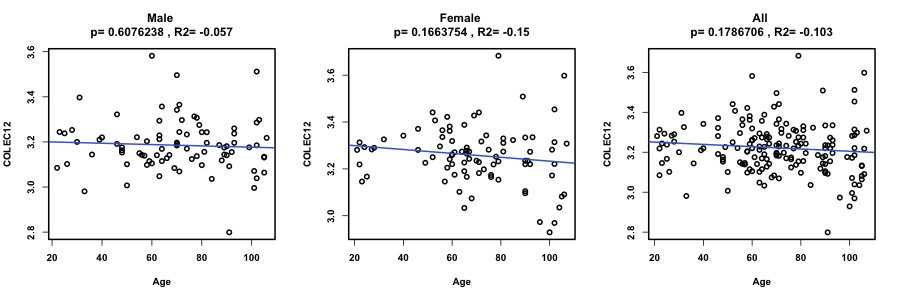 Male
p= 0.6076238 , R2= -0.057
COLEC12
3.6
3.4
3.2
3.0
2.8
20 40 60 80 100
Age
Female
p= 0.1663754 , R2= -0.15
COLEC12
3.6
3.4
3.2
3.0
20 40 60 80 100
Age
All
p= 0.1786706 , R2= -0.103
COLEC12
3.6
3.4
3.2
3.0
2.8
20 40 60 80 100
Age